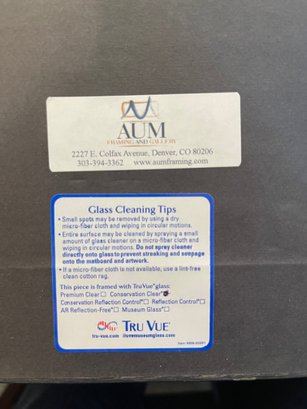 AUM
FRAMING AND GALLERY
2227 E. Colfax Avenue, Denver, CO 80206
303-394-3362 www.aumframing.com
Glass Cleaning Tips
• Small spots may be removed by using a dry
micro-fiber cloth and wiping in circular motions.
• Entire surface may be cleaned by spraying a small
amount of glass cleaner on a micro-fiber cloth and
wiping in circular motions. Do not spray cleaner
directly onto glass to prevent streaking and seepage
onto the matboard and artwork.
• If a micro-fiber cloth is not available, use a lint-free
clean cotton rag.
This piece is framed with Tru Vue® glass:
Premium Clear☐ Conservation Clear®
Conservation Reflection Control®☐ Reflection Control®☐
AR Reflection-Free®☐ Museum Glass®☐
TRU VUE®
tru-vue.com ilovemuseumglass.com